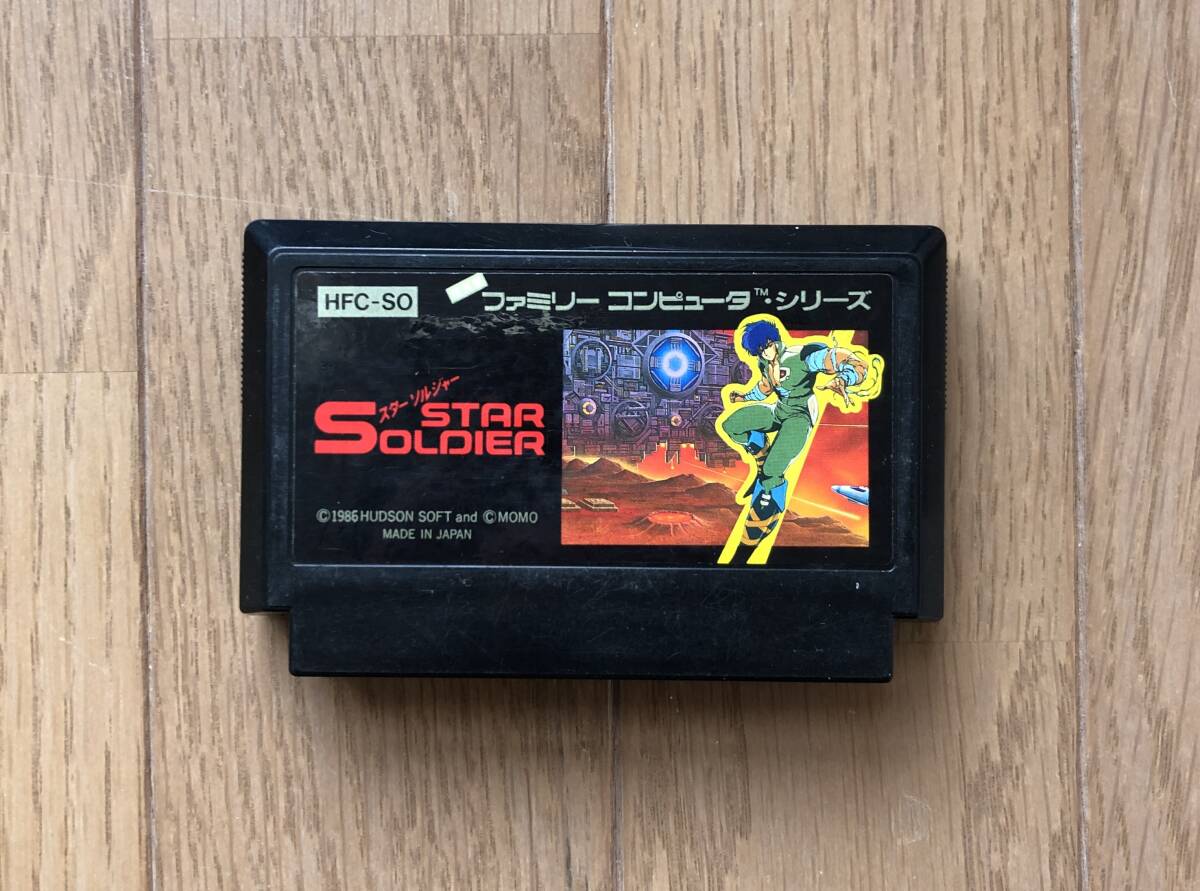 HFC-SO
ファミリー コンピュータ™・シリーズ
スターソルジャー
STAR
SOLDIER
©1986 HUDSON SOFT and ©MOMO
MADE IN JAPAN